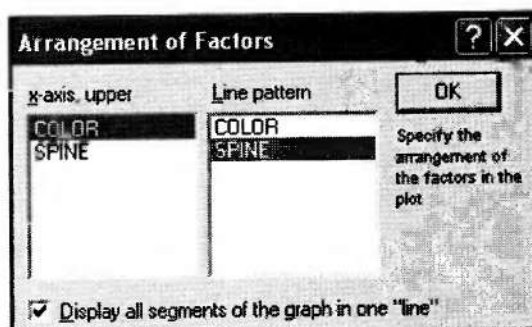 Arrangement of Factors
x-axis, upper
COLOR
SPINE
Line pattern
COLOR
SPINE
OK
Specify the
arrangement of
the factors in the
plot
Display all segments of the graph in one "line"